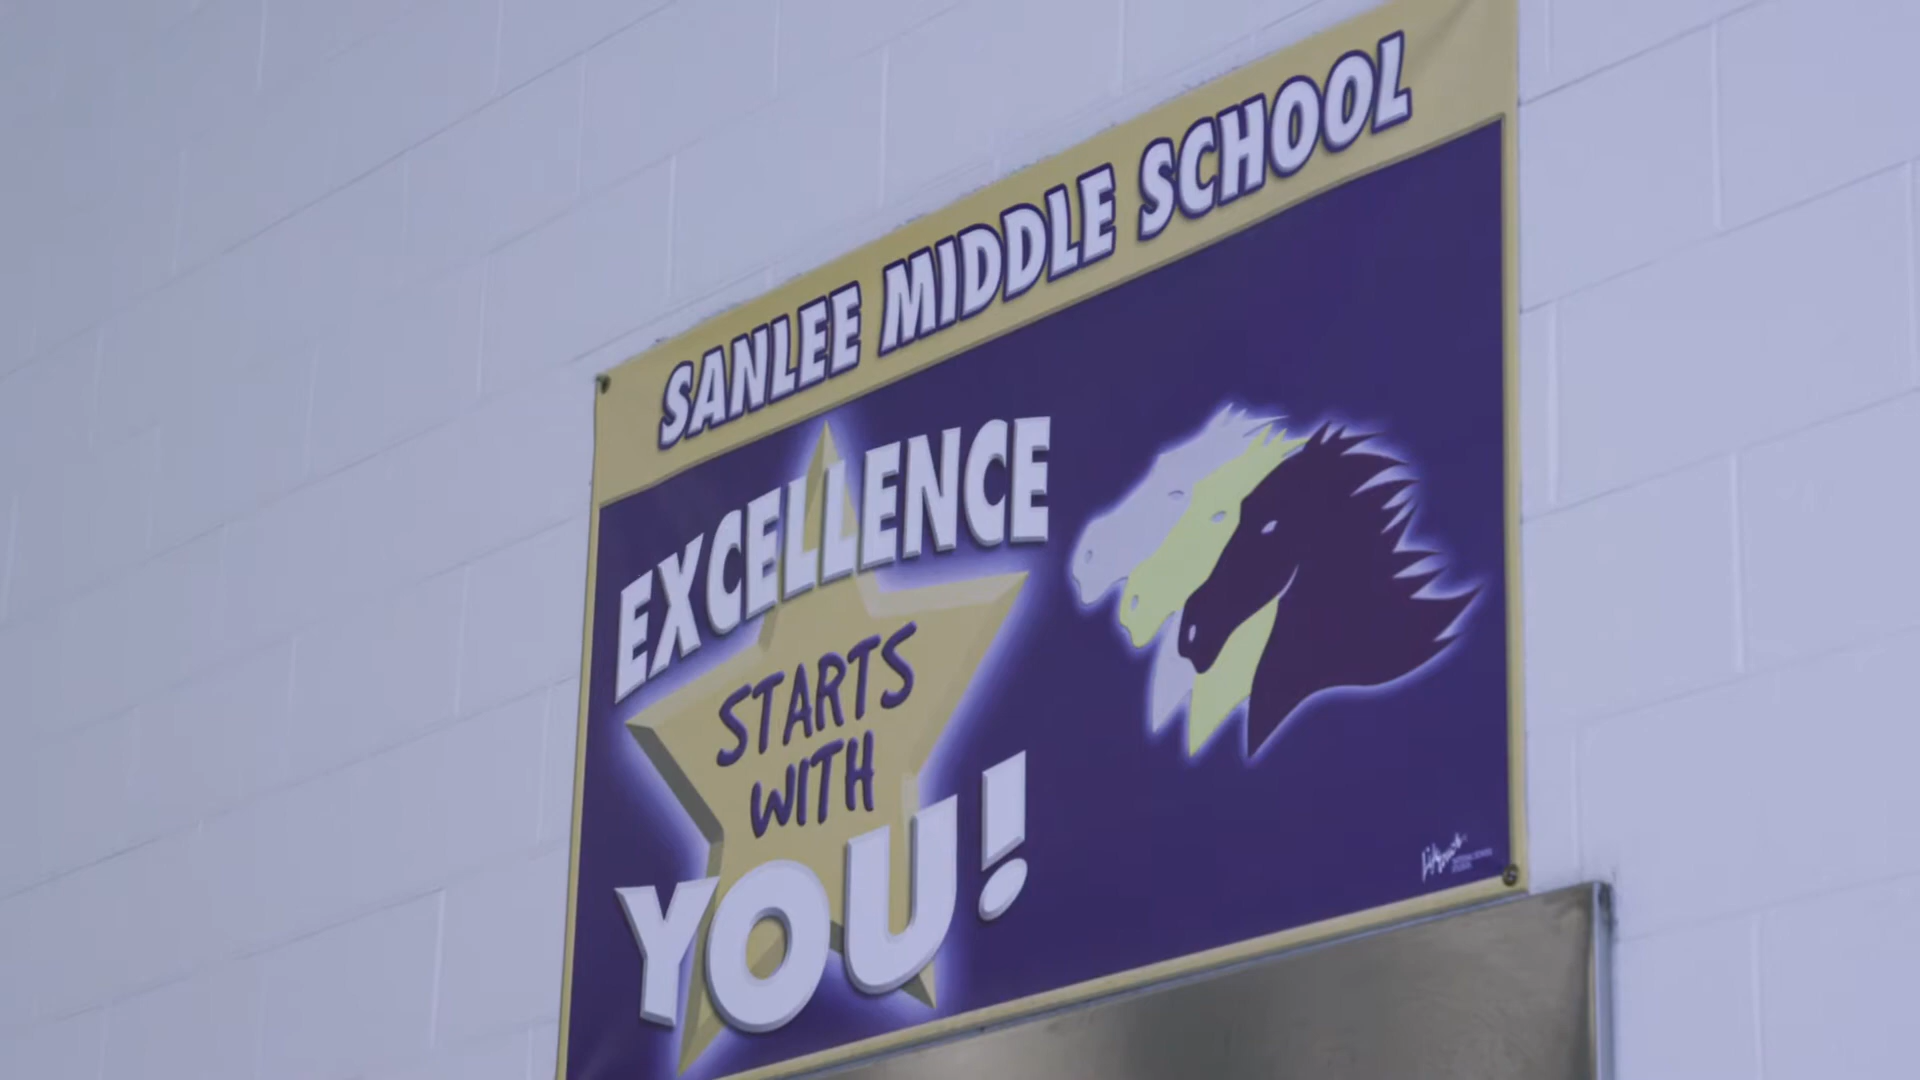 SANLEE MIDDLE SCHOOL
EXCELLENCE
STARTS
WITH
YOU!